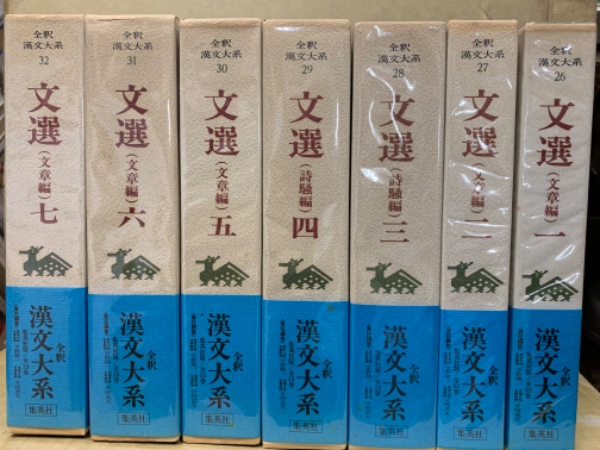 全釈
漢文大系
26
文選(文章編)一
全釈
漢文大系
集英社
全釈
漢文大系
27
文選(文章編)二
全釈
漢文大系
集英社
全釈
漢文大系
28
文選(詩騒編)三
全釈
漢文大系
集英社
全釈
漢文大系
29
文選(詩騒編)四
全釈
漢文大系
集英社
全釈
漢文大系
30
文選(文章編)五
全釈
漢文大系
集英社
全釈
漢文大系
31
文選(文章編)六
全釈
漢文大系
集英社
全釈
漢文大系
32
文選(文章編)七
全釈
漢文大系
集英社